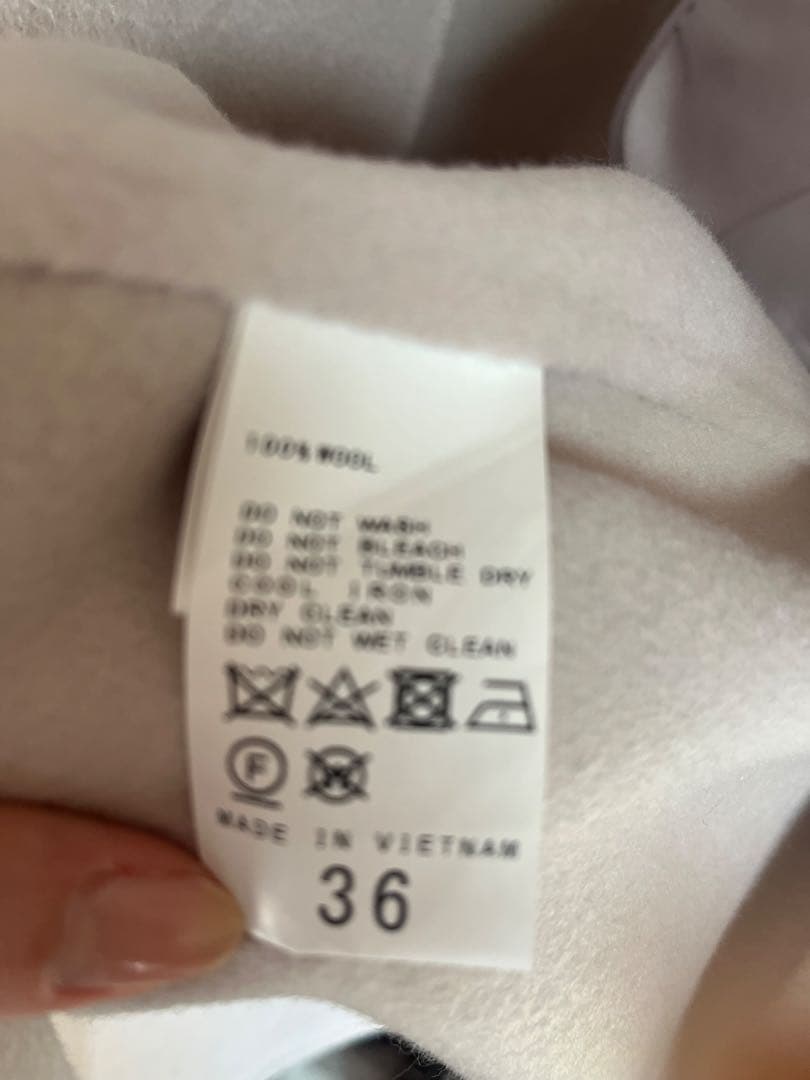 100% WOOL
DO NOT WASH
DO NOT BLEACH
DO NOT TUMBLE DRY
COOL IRON
DRY CLEAN
DO NOT WET CLEAN
F W
MADE IN VIETNAM
36